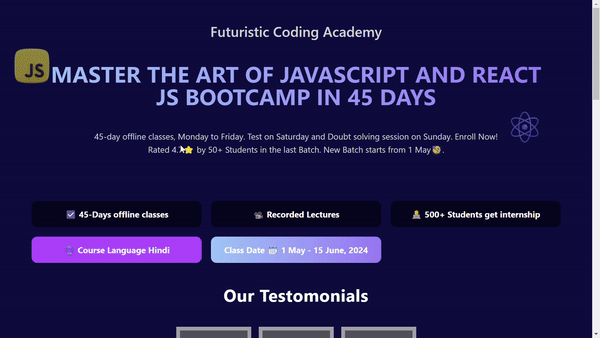 Futuristic Coding Academy
JS
MASTER THE ART OF JAVASCRIPT AND REACT
JS BOOTCAMP IN 45 DAYS
45-day offline classes, Monday to Friday. Test on Saturday and Doubt solving session on Sunday. Enroll Now!
Rated 4. ⭐ by 50+ Students in the last Batch. New Batch starts from 1 May🧐.
☑️ 45-Days offline classes
Recorded Lectures
👨‍💻 500+ Students get internship
Course Language Hindi
Class Date 🗓️ 1 May - 15 June, 2024
Our Testomonials